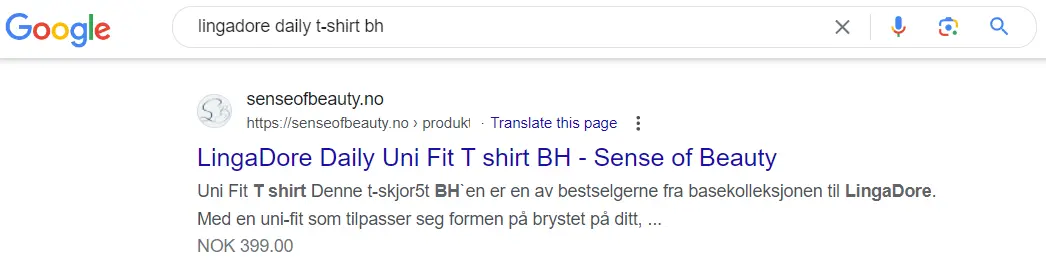 Google
lingadore daily t-shirt bh
senseofbeauty.no
https://senseofbeauty.no › produkt · Translate this page
LingaDore Daily Uni Fit T shirt BH - Sense of Beauty
Uni Fit T shirt Denne t-skjor5t BH`en er en av bestselgerne fra basekolleksjonen til LingaDore.
Med en uni-fit som tilpasser seg formen på brystet på ditt, ...
NOK 399.00